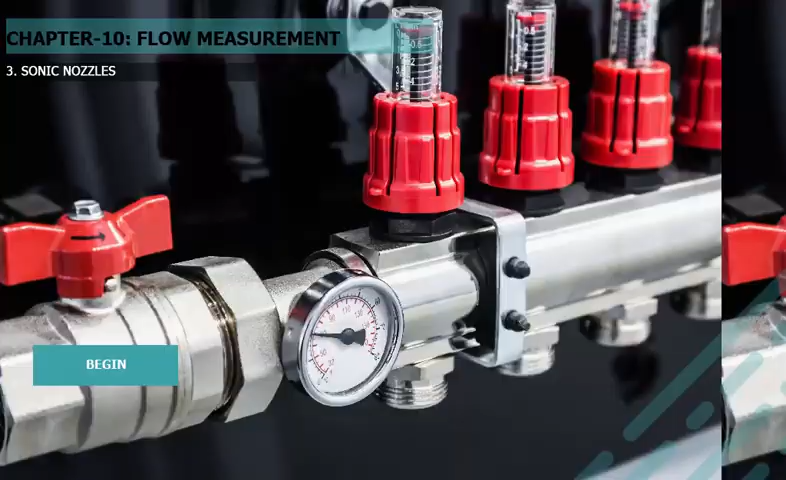 CHAPTER-10: FLOW MEASUREMENT
3. SONIC NOZZLES
BEGIN